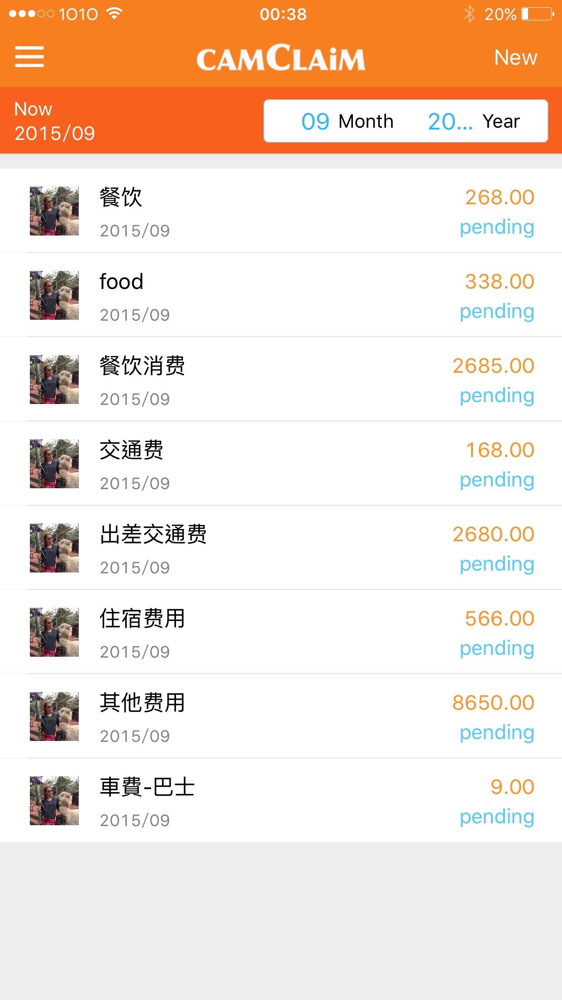 1O1O 00:38 20%
CAMCLAiM New
Now
2015/09
09 Month 20... Year
餐饮 268.00
2015/09 pending
food 338.00
2015/09 pending
餐饮消费 2685.00
2015/09 pending
交通费 168.00
2015/09 pending
出差交通费 2680.00
2015/09 pending
住宿费用 566.00
2015/09 pending
其他费用 8650.00
2015/09 pending
車費-巴士 9.00
2015/09 pending